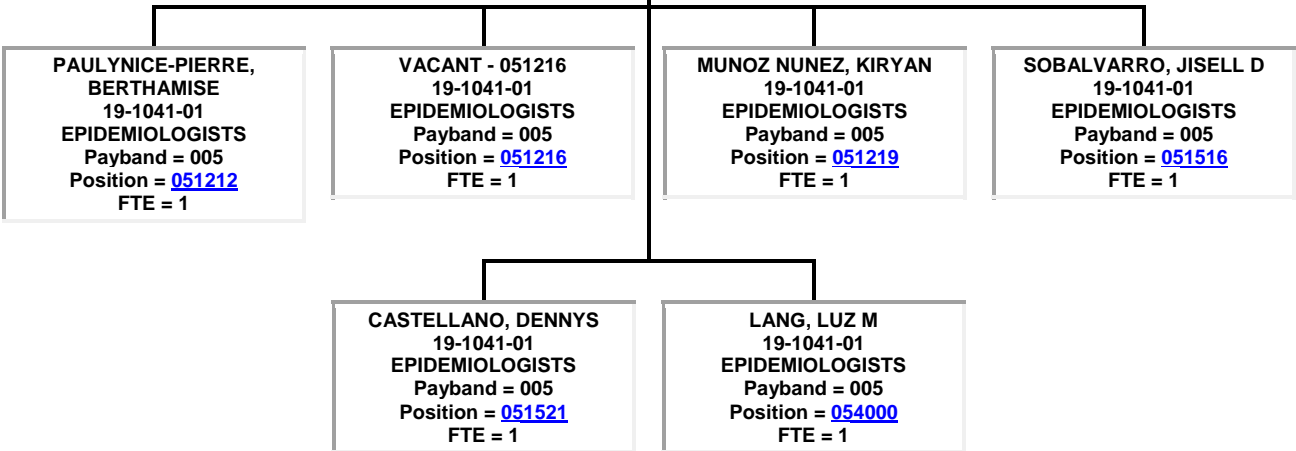 PAULYNICE-PIERRE,
BERTHAMISE
19-1041-01
EPIDEMIOLOGISTS
Payband = 005
Position = 051212
FTE = 1
VACANT - 051216
19-1041-01
EPIDEMIOLOGISTS
Payband = 005
Position = 051216
FTE = 1
MUNOZ NUNEZ, KIRYAN
19-1041-01
EPIDEMIOLOGISTS
Payband = 005
Position = 051219
FTE = 1
SOBALVARRO, JISELL D
19-1041-01
EPIDEMIOLOGISTS
Payband = 005
Position = 051516
FTE = 1
CASTELLANO, DENNYS
19-1041-01
EPIDEMIOLOGISTS
Payband = 005
Position = 051521
FTE = 1
LANG, LUZ M
19-1041-01
EPIDEMIOLOGISTS
Payband = 005
Position = 054000
FTE = 1